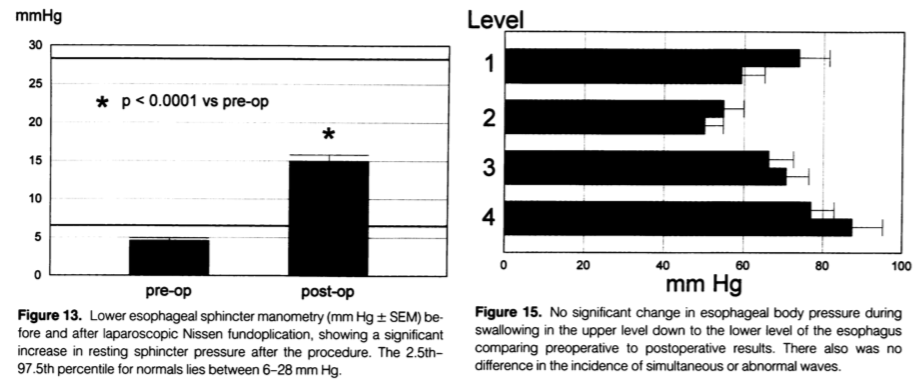 mmHg
30
25
20
15
10
5
0
* p < 0.0001 vs pre-op
*
pre-op
post-op
Figure 13. Lower esophageal sphincter manometry (mm Hg ± SEM) be-
fore and after laparoscopic Nissen fundoplication, showing a significant
increase in resting sphincter pressure after the procedure. The 2.5th–
97.5th percentile for normals lies between 6–28 mm Hg.
Level
1
2
3
4
0
20
40
60
80
100
mm Hg
Figure 15. No significant change in esophageal body pressure during
swallowing in the upper level down to the lower level of the esophagus
comparing preoperative to postoperative results. There also was no
difference in the incidence of simultaneous or abnormal waves.